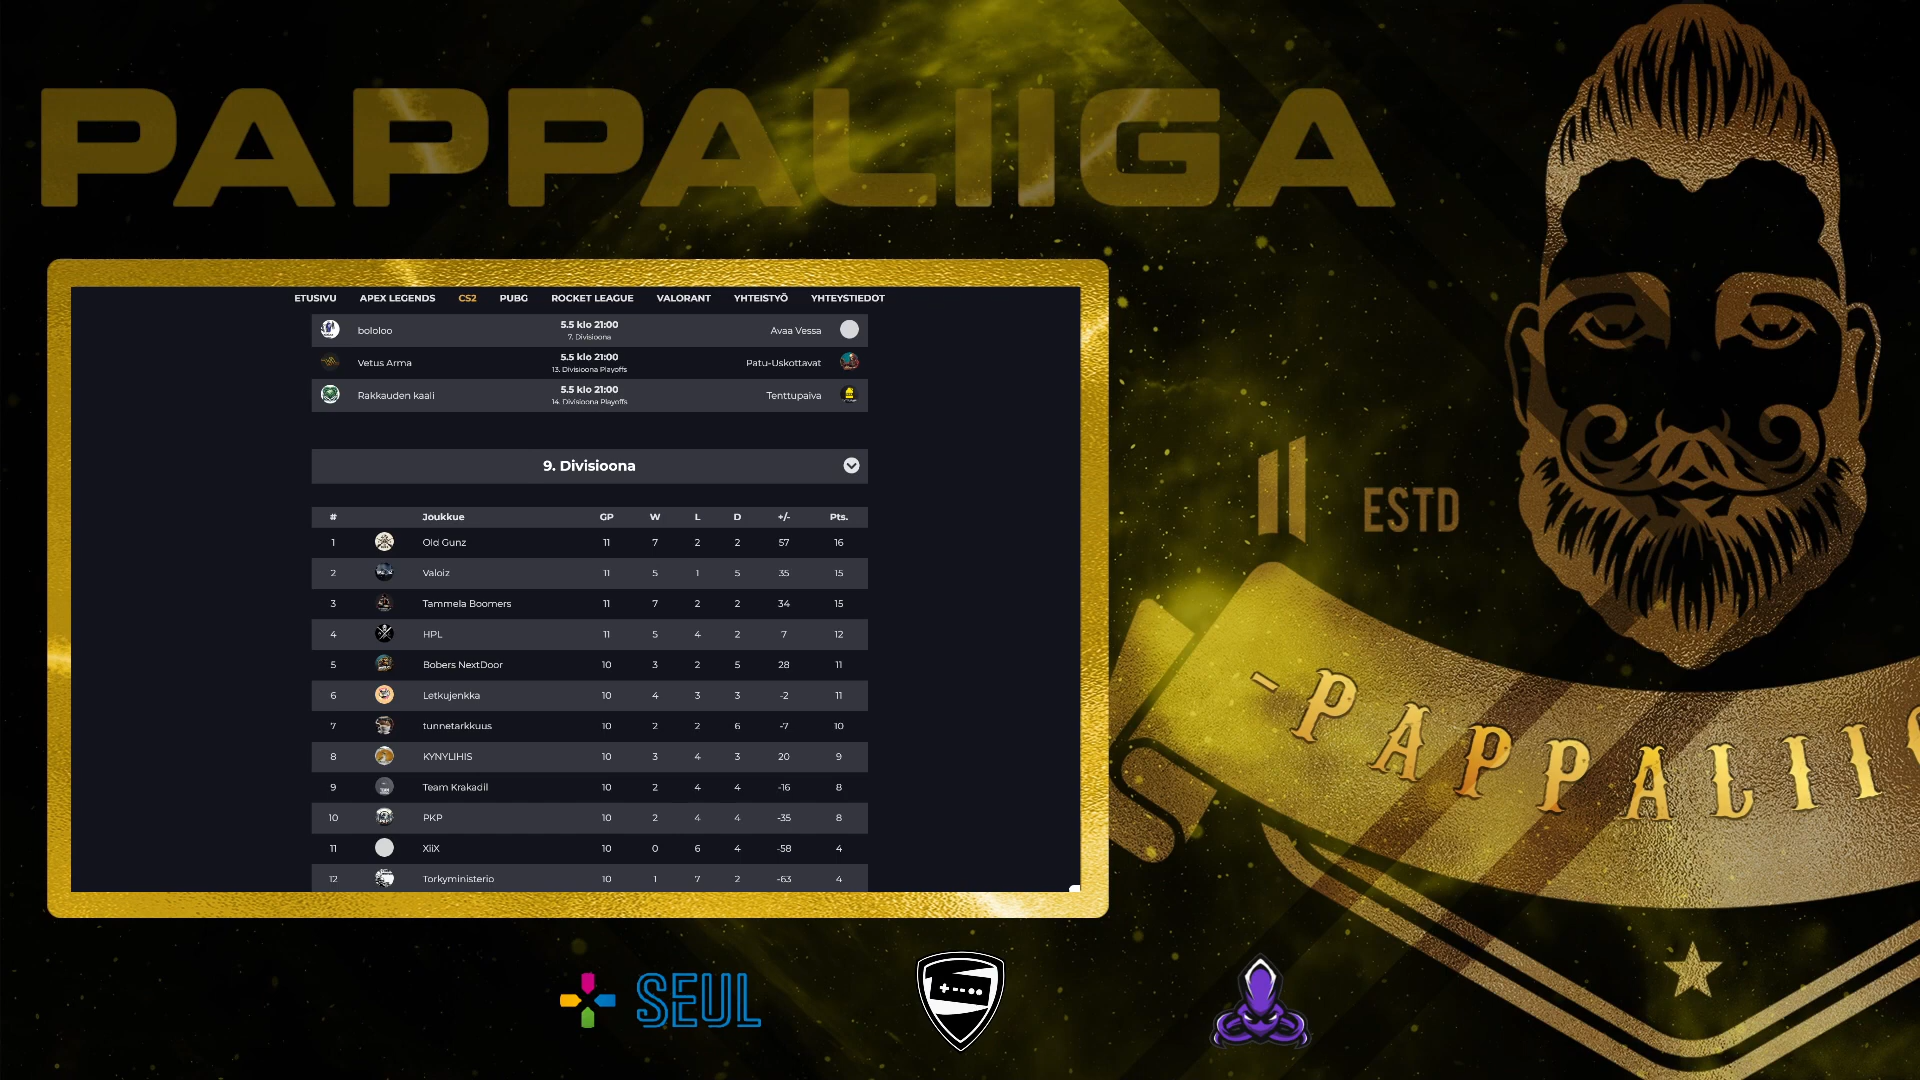 PAPPALIIGA
ETUSIVU APEX LEGENDS CS2 PUBG ROCKET LEAGUE VALORANT YHTEISTYÖ YHTEYSTIEDOT
bololoo 5.5 klo 21:00 Avaa Vessa
7. Divisioona
Vetus Arma 5.5 klo 21:00 Patu-Uskottavat
13. Divisioona Playoffs
Rakkauden kaali 5.5 klo 21:00 Tenttupaiva
14. Divisioona Playoffs
9. Divisioona
# Joukkue GP W L D +/- Pts.
1 Old Gunz 11 7 2 2 57 16
2 Valoiz 11 5 1 5 35 15
3 Tammela Boomers 11 7 2 2 34 15
4 HPL 11 5 4 2 7 12
5 Bobers NextDoor 10 3 2 5 28 11
6 Letkujenkka 10 4 3 3 -2 11
7 tunnetarkkuus 10 2 2 6 -7 10
8 KYNYLIHIS 10 3 4 3 20 9
9 Team Krakadil 10 2 4 4 -16 8
10 PKP 10 2 4 4 -35 8
11 XiiX 10 0 6 4 -58 4
12 Torkyministerio 10 1 7 2 -63 4
ESTD
-PAPPALIIG
SEUL